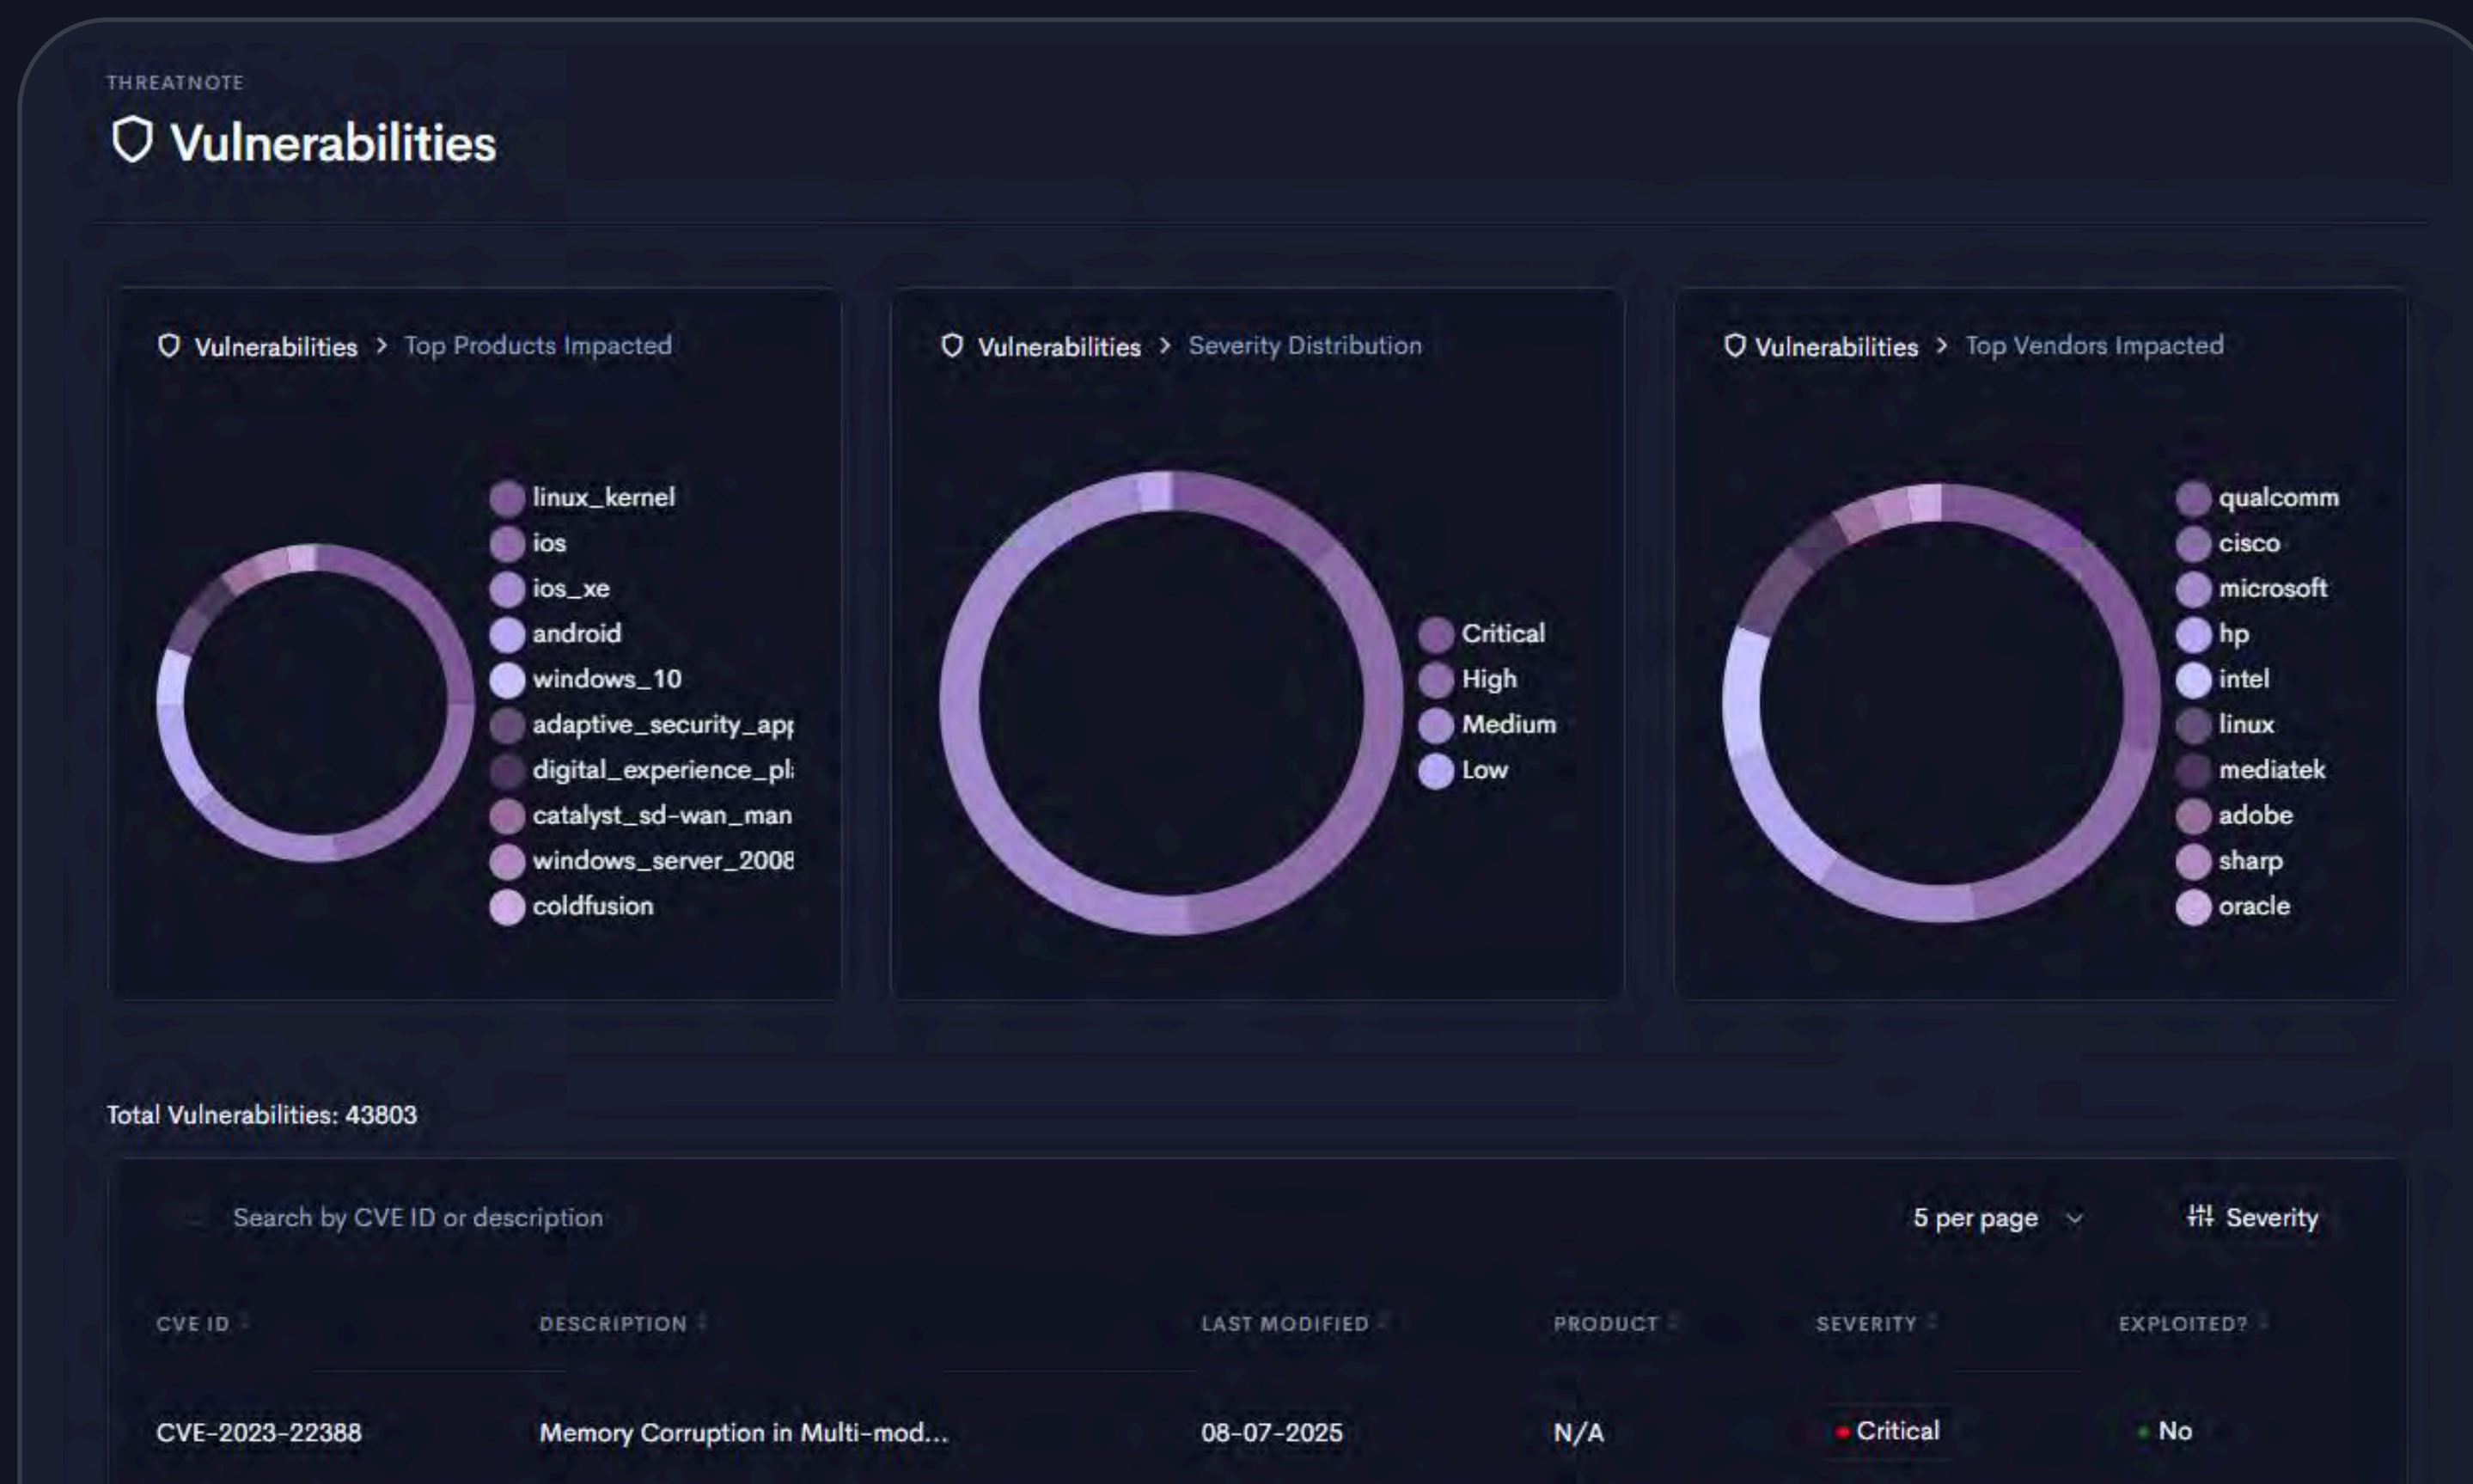 THREATNOTE
Vulnerabilities
Vulnerabilities > Top Products Impacted
linux_kernel
ios
ios_xe
android
windows_10
adaptive_security_app
digital_experience_pl
catalyst_sd-wan_man
windows_server_2008
coldfusion
Vulnerabilities > Severity Distribution
Critical
High
Medium
Low
Vulnerabilities > Top Vendors Impacted
qualcomm
cisco
microsoft
hp
intel
linux
mediatek
adobe
sharp
oracle
Total Vulnerabilities: 43803
Search by CVE ID or description
5 per page
Severity
CVE ID DESCRIPTION LAST MODIFIED PRODUCT SEVERITY EXPLOITED?
CVE-2023-22388 Memory Corruption in Multi-mod... 08-07-2025 N/A Critical No